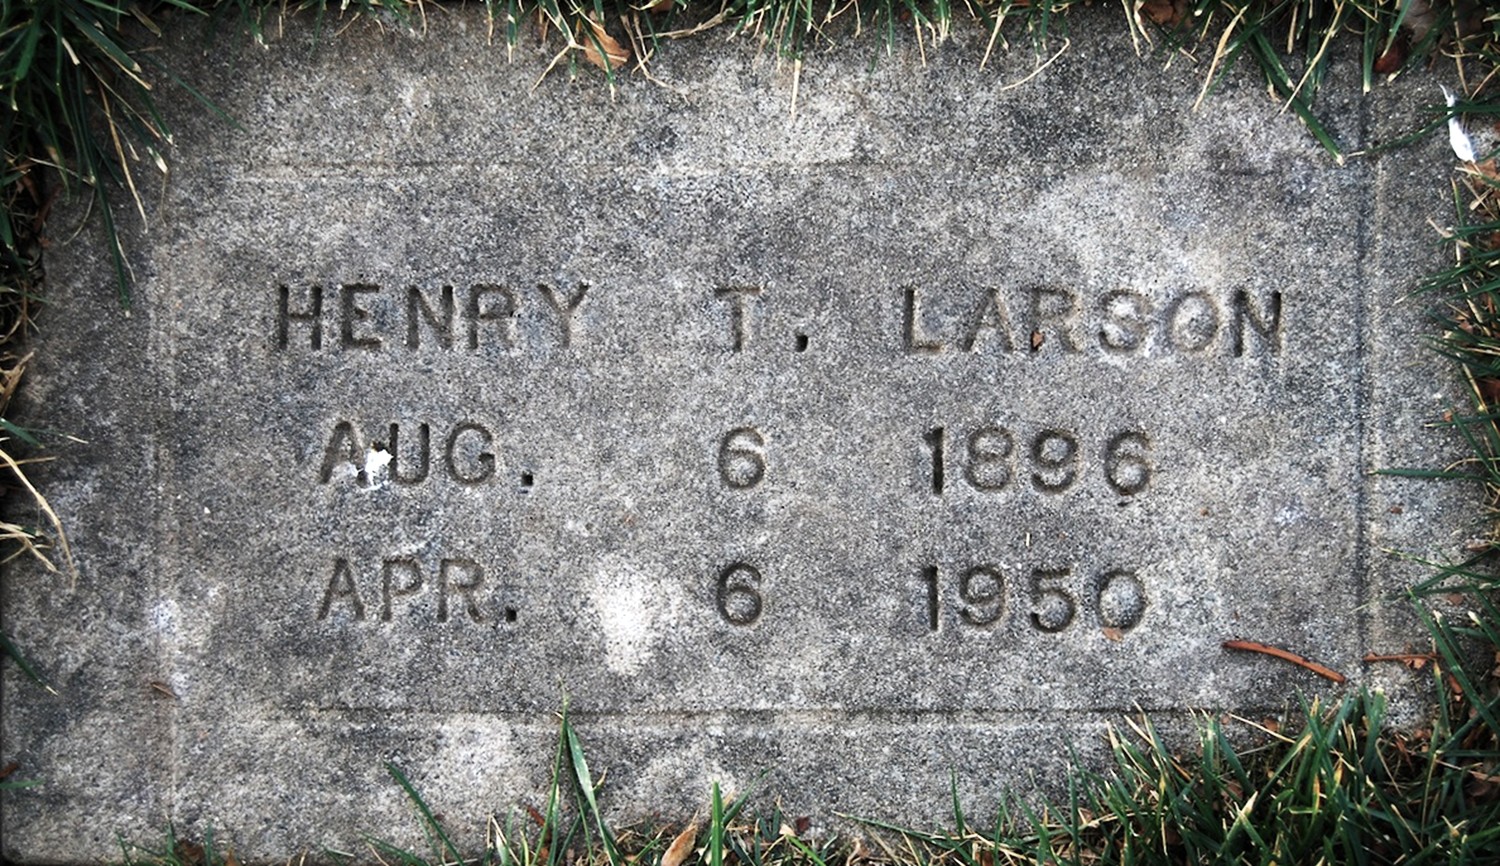 HENRY T. LARSON
AUG. 6 1896
APR. 6 1950